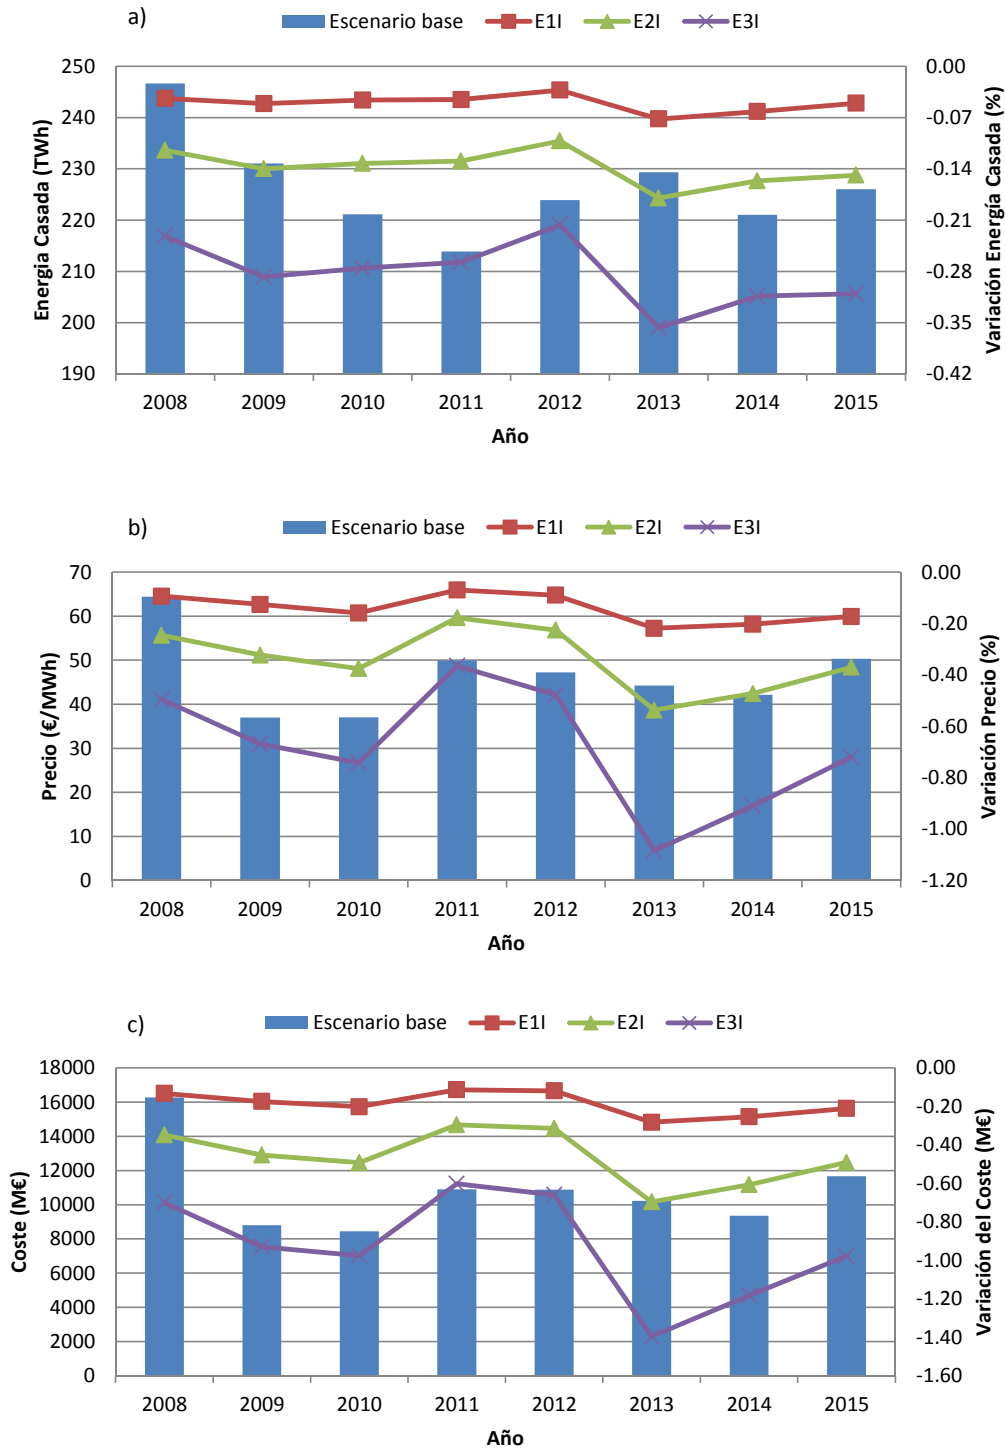 a)
Escenario base E1I E2I E3I
250 0.00
240 -0.07
230 -0.14
220 -0.21
210 -0.28
200 -0.35
190 -0.42
Energía Casada (TWh)
Variación Energía Casada (%)
2008 2009 2010 2011 2012 2013 2014 2015
Año
b)
Escenario base E1I E2I E3I
70 0.00
60 -0.20
50 -0.40
40 -0.60
30 -0.80
20 -1.00
10 -1.20
0
Precio (€/MWh)
Variación Precio (%)
2008 2009 2010 2011 2012 2013 2014 2015
Año
c)
Escenario base E1I E2I E3I
18000 0.00
16000 -0.20
14000 -0.40
12000 -0.60
10000 -0.80
8000 -1.00
6000 -1.20
4000 -1.40
2000 -1.60
0
Coste (M€)
Variación del Coste (M€)
2008 2009 2010 2011 2012 2013 2014 2015
Año